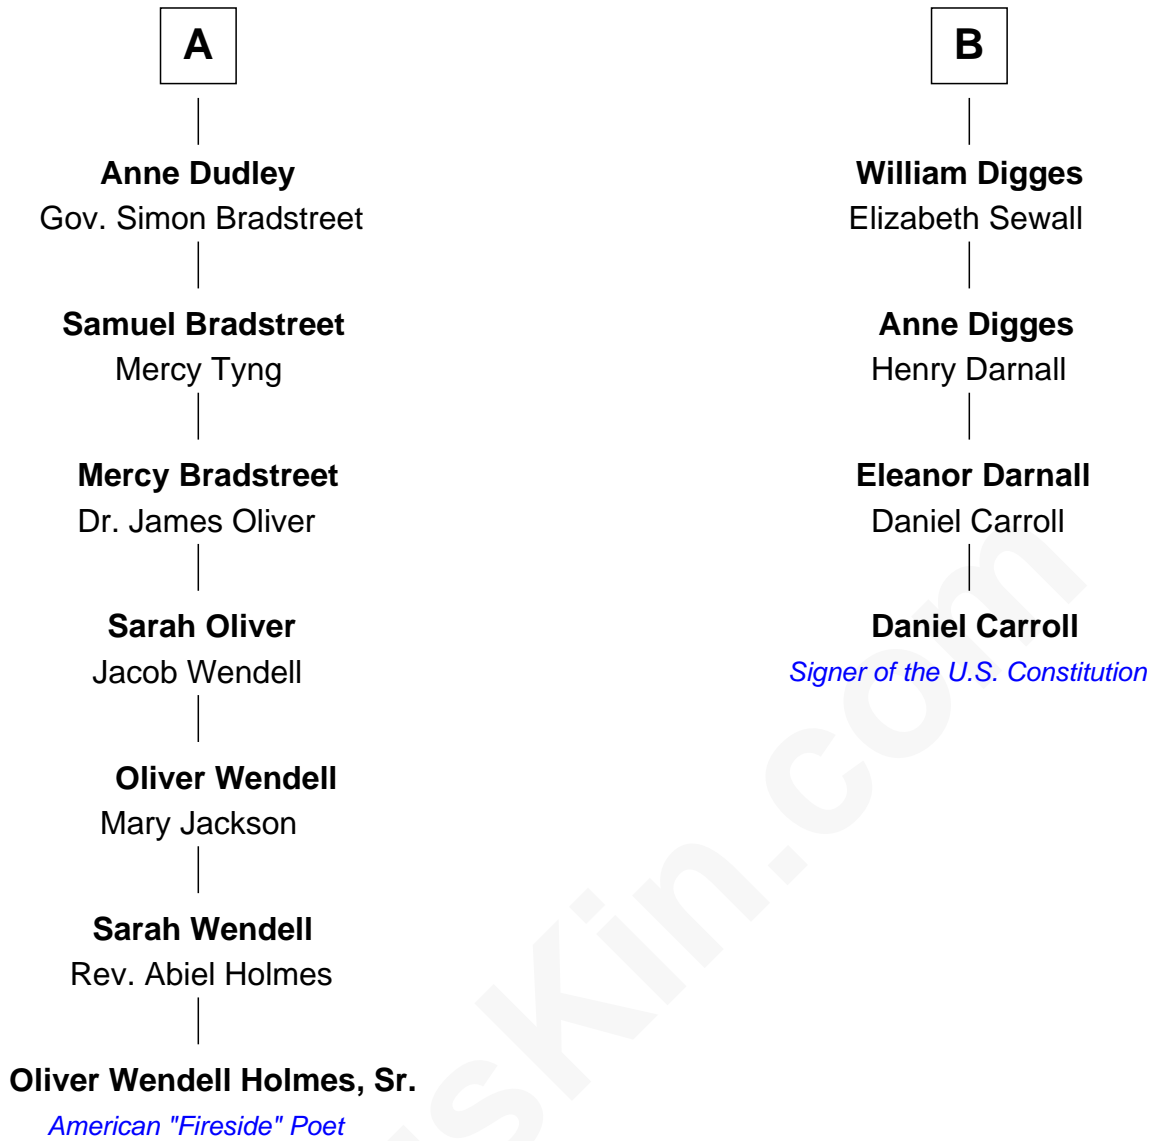 A
Anne Dudley
Gov. Simon Bradstreet
Samuel Bradstreet
Mercy Tyng
Mercy Bradstreet
Dr. James Oliver
Sarah Oliver
Jacob Wendell
Oliver Wendell
Mary Jackson
Sarah Wendell
Rev. Abiel Holmes
Oliver Wendell Holmes, Sr.
American "Fireside" Poet
B
William Digges
Elizabeth Sewall
Anne Digges
Henry Darnall
Eleanor Darnall
Daniel Carroll
Daniel Carroll
Signer of the U.S. Constitution